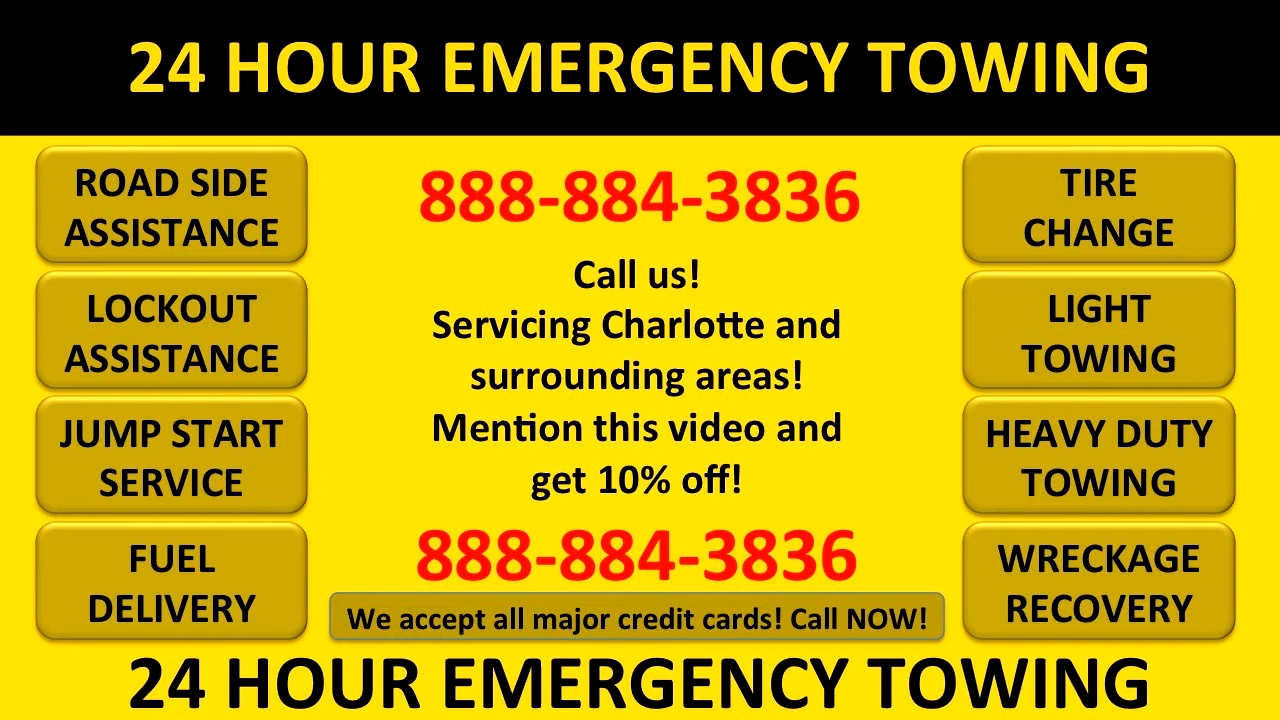 24 HOUR EMERGENCY TOWING
ROAD SIDE
ASSISTANCE
LOCKOUT
ASSISTANCE
JUMP START
SERVICE
FUEL
DELIVERY
888-884-3836
Call us!
Servicing Charlotte and
surrounding areas!
Mention this video and
get 10% off!
888-884-3836
We accept all major credit cards! Call NOW!
TIRE
CHANGE
LIGHT
TOWING
HEAVY DUTY
TOWING
WRECKAGE
RECOVERY
24 HOUR EMERGENCY TOWING